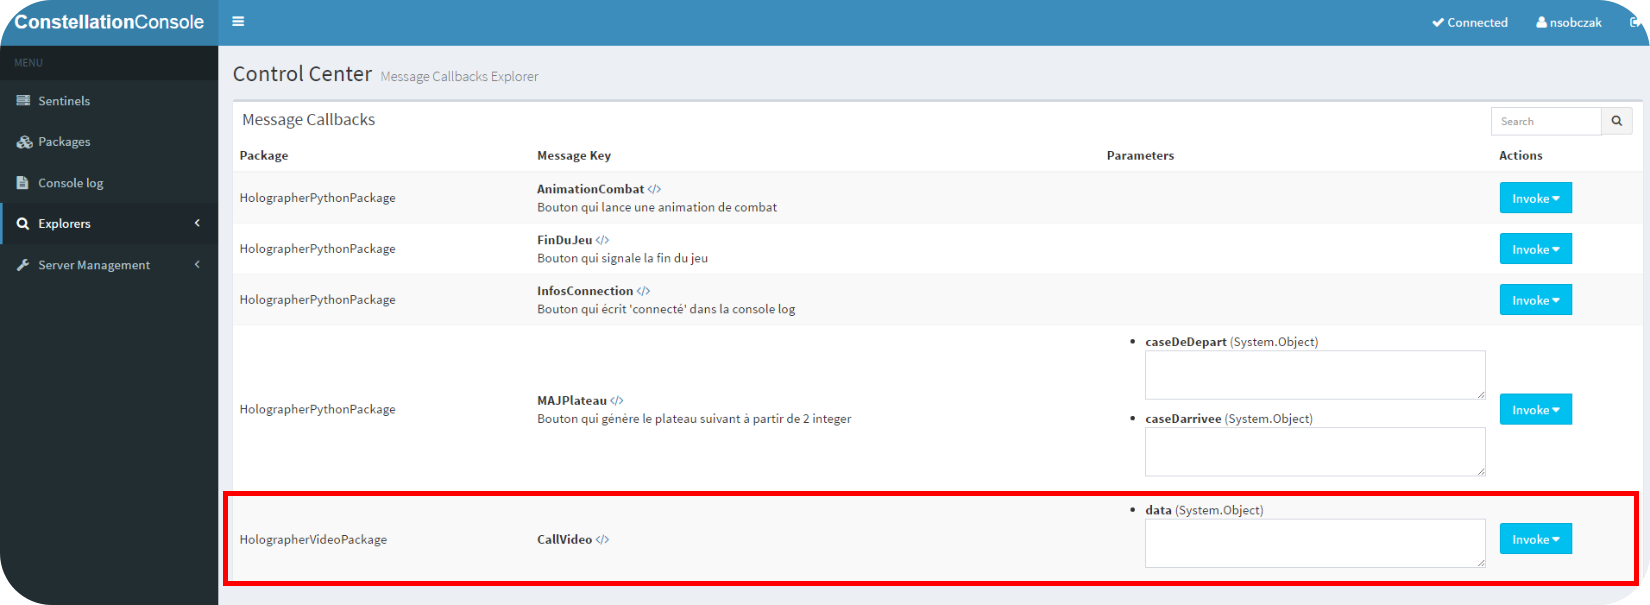 ConstellationConsole
Connected
nsobczak
MENU
Sentinels
Packages
Console log
Explorers
Server Management
Control Center Message Callbacks Explorer
Message Callbacks
Search
Package Message Key Parameters Actions
HolographerPythonPackage
AnimationCombat </>
Bouton qui lance une animation de combat
Invoke
HolographerPythonPackage
FinDuJeu </>
Bouton qui signale la fin du jeu
Invoke
HolographerPythonPackage
InfosConnection </>
Bouton qui écrit 'connecté' dans la console log
Invoke
HolographerPythonPackage
MAJPlateau </>
Bouton qui génère le plateau suivant à partir de 2 integer
• caseDeDepart (System.Object)
• caseDarrivee (System.Object)
Invoke
HolographerVideoPackage
CallVideo </>
• data (System.Object)
Invoke